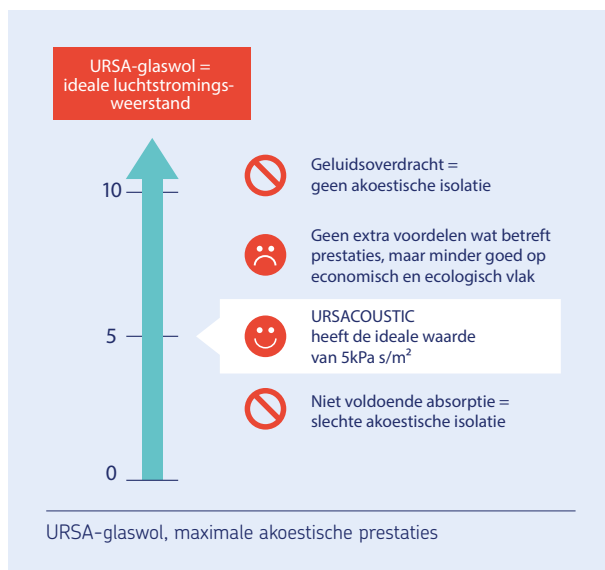 URSA-glaswol =
ideale luchtstromings-
weerstand
10
Geluidsoverdracht =
geen akoestische isolatie
Geen extra voordelen wat betreft
prestaties, maar minder goed op
economisch en ecologisch vlak
5
URSACOUSTIC
heeft de ideale waarde
van 5kPa s/m²
Niet voldoende absorptie =
slechte akoestische isolatie
0
URSA-glaswol, maximale akoestische prestaties